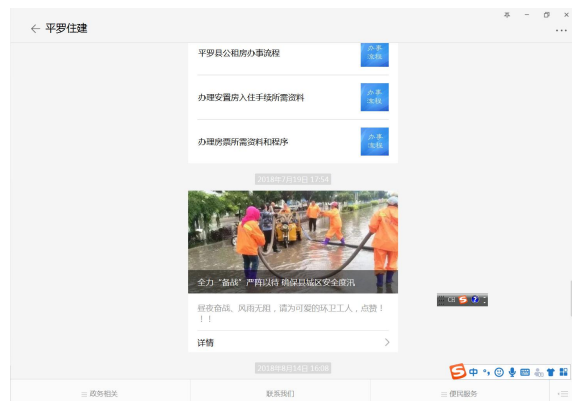 平罗住建
平罗县公租房办事流程
办事
流程
办理安置房入住手续所需资料
办事
流程
办理房票所需资料和程序
办事
流程
2018年7月19日 17:54
全力“备战” 严阵以待 确保县城区安全度汛
昼夜奋战、风雨无阻，请为可爱的环卫工人，点赞！
！！
详情
CH
2018年8月14日 16:08
中
政务相关
联系我们
便民服务